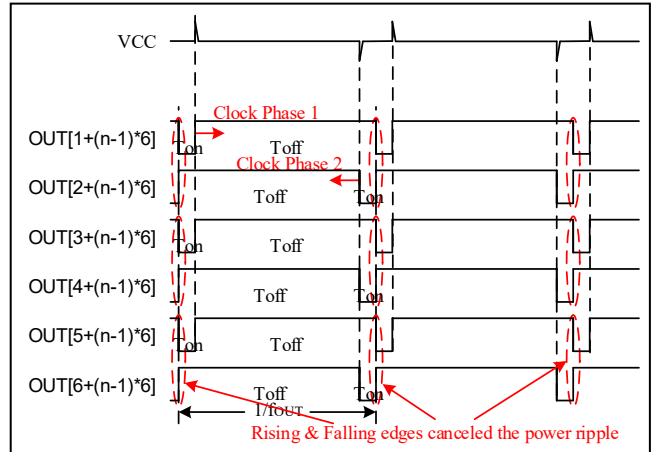 VCC
Clock Phase 1
OUT[1+(n-1)*6]
Ton
Toff
Clock Phase 2
OUT[2+(n-1)*6]
Toff
Ton
OUT[3+(n-1)*6]
Ton
Toff
OUT[4+(n-1)*6]
Toff
Ton
OUT[5+(n-1)*6]
Ton
Toff
OUT[6+(n-1)*6]
Toff
Ton
1/fOUT
Rising & Falling edges canceled the power ripple